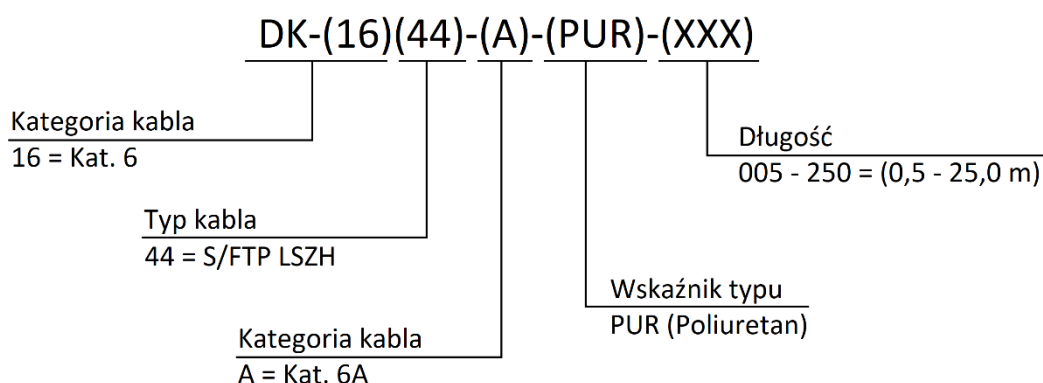 DK-(16)(44)-(A)-(PUR)-(XXX)
Kategoria kabla
16 = Kat. 6
Długość
005 - 250 = (0,5 - 25,0 m)
Typ kabla
44 = S/FTP LSZH
Wskaźnik typu
PUR (Poliuretan)
Kategoria kabla
A = Kat. 6A